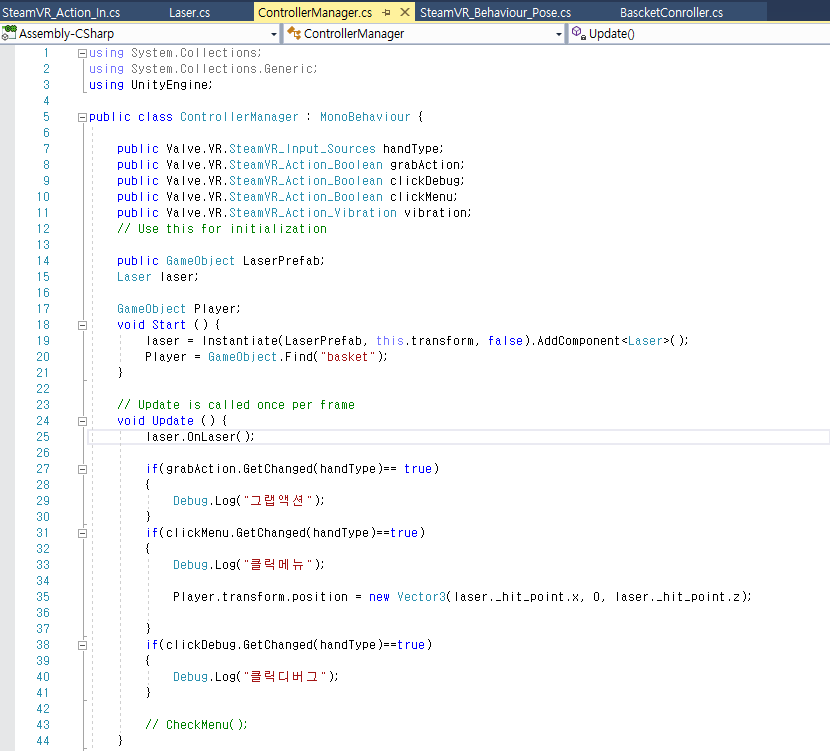 SteamVR_Action_In.cs Laser.cs ControllerManager.cs SteamVR_Behaviour_Pose.cs BascketConroller.cs
Assembly-CSharp ControllerManager Update()
1 using System.Collections;
2 using System.Collections.Generic;
3 using UnityEngine;
4
5 public class ControllerManager : MonoBehaviour {
6
7 public Valve.VR.SteamVR_Input_Sources handType;
8 public Valve.VR.SteamVR_Action_Boolean grabAction;
9 public Valve.VR.SteamVR_Action_Boolean clickDebug;
10 public Valve.VR.SteamVR_Action_Boolean clickMenu;
11 public Valve.VR.SteamVR_Action_Vibration vibration;
12 // Use this for initialization
13
14 public GameObject LaserPrefab;
15 Laser laser;
16
17 GameObject Player;
18 void Start () {
19 laser = Instantiate(LaserPrefab, this.transform, false).AddComponent<Laser>();
20 Player = GameObject.Find("basket");
21 }
22
23 // Update is called once per frame
24 void Update () {
25 laser.OnLaser();
26
27 if(grabAction.GetChanged(handType)== true)
28 {
29 Debug.Log("그랩액션");
30 }
31 if(clickMenu.GetChanged(handType)==true)
32 {
33 Debug.Log("클릭메뉴");
34
35 Player.transform.position = new Vector3(laser._hit_point.x, 0, laser._hit_point.z);
36
37 }
38 if(clickDebug.GetChanged(handType)==true)
39 {
40 Debug.Log("클릭디버그");
41 }
42
43 // CheckMenu();
44 }